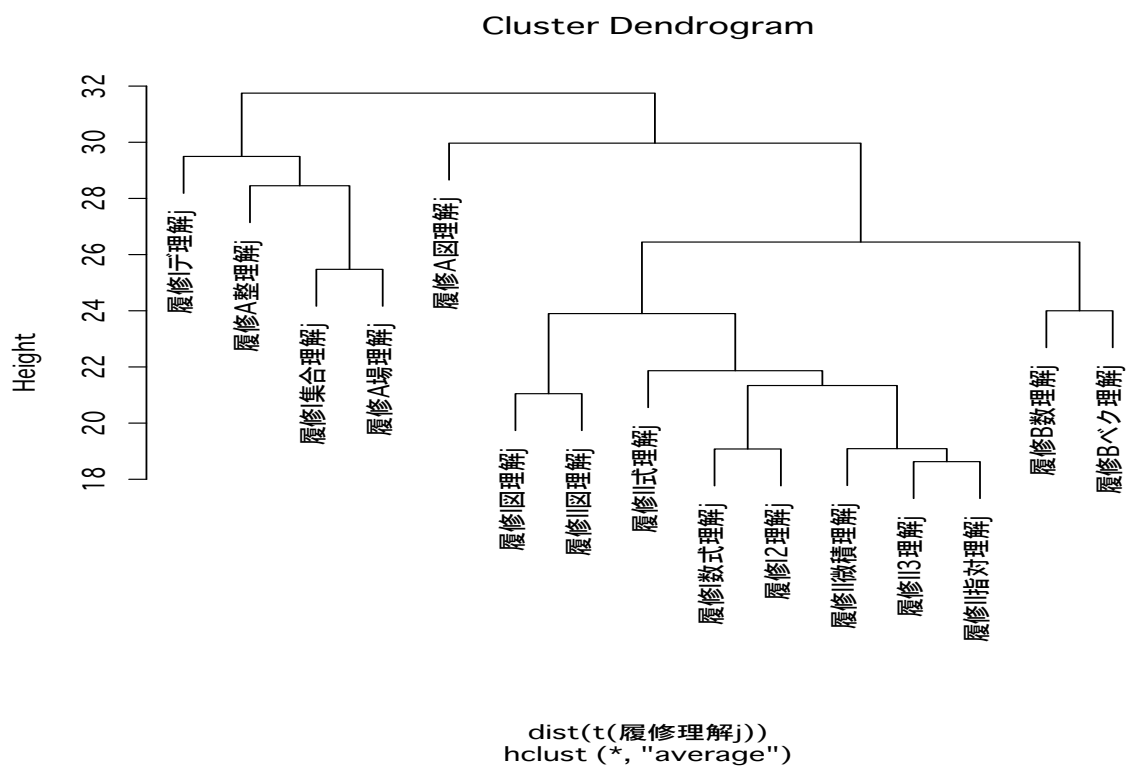 Cluster Dendrogram
Height
32
30
28
26
24
22
20
18
履修Iデ理解j
履修A整理解j
履修I集合理解j
履修A場理解j
履修A図理解j
履修I図理解j
履修II図理解j
履修II式理解j
履修I数式理解j
履修I2理解j
履修II微積理解j
履修II3理解j
履修II指対理解j
履修B数理解j
履修Bベク理解j
dist(t(履修理解j))
hclust (*, "average")